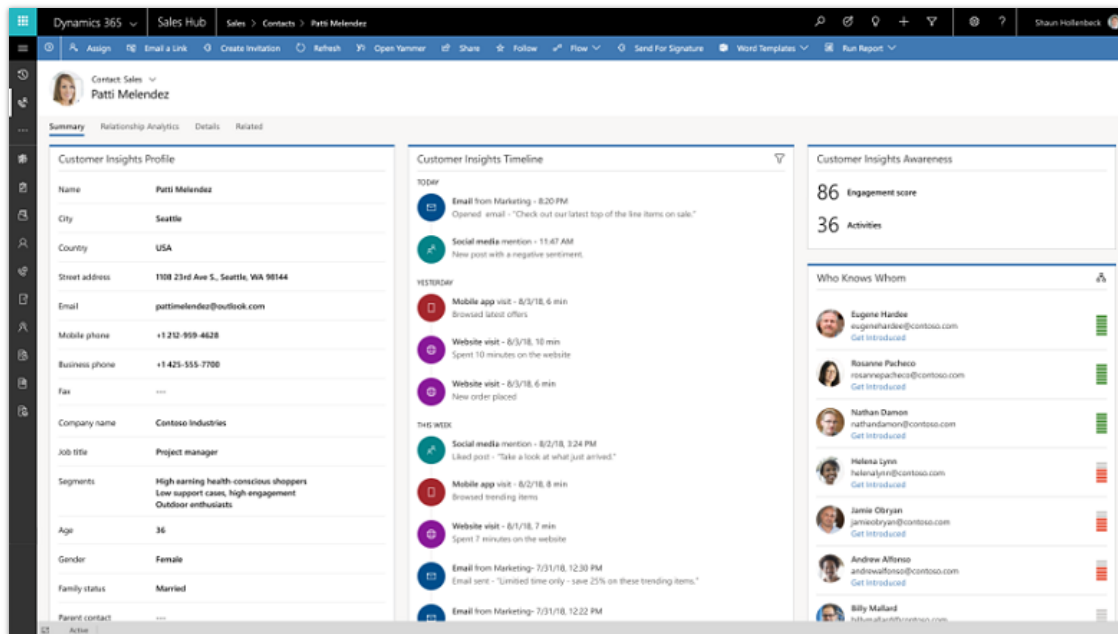 Dynamics 365
Sales Hub
Sales > Contacts > Patti Melendez
Shaun Hollenbeck
Assign
Email a Link
Create Invitation
Refresh
Open Yammer
Share
Follow
Flow
Send For Signature
Word Templates
Run Report
Contact: Sales
Patti Melendez
Summary
Relationship Analytics
Details
Related
Customer Insights Profile
Name Patti Melendez
City Seattle
Country USA
Street address 1108 23rd Ave S., Seattle, WA 98144
Email pattimelendez@outlook.com
Mobile phone +1 212-959-4628
Business phone +1 425-555-7700
Fax ---
Company name Contoso Industries
Job title Project manager
Segments High earning health-conscious shoppers
Low support cases, high engagement
Outdoor enthusiasts
Age 36
Gender Female
Family status Married
Parent contact ---
Customer Insights Timeline
TODAY
Email from Marketing - 8:20 PM
Opened email - "Check out our latest top of the line items on sale."
Social media mention - 11:47 AM
New post with a negative sentiment.
YESTERDAY
Mobile app visit - 8/3/18, 6 min
Browsed latest offers
Website visit - 8/3/18, 10 min
Spent 10 minutes on the website
Website visit - 8/3/18, 6 min
New order placed
THIS WEEK
Social media mention - 8/2/18, 3:24 PM
Liked post - "Take a look at what just arrived."
Mobile app visit - 8/2/18, 8 min
Browsed trending items
Website visit - 8/1/18, 7 min
Spent 7 minutes on the website
Email from Marketing- 7/31/18, 12:30 PM
Email sent - "Limitied time only - save 25% on these trending items."
Email from Marketing- 7/31/18, 12:22 PM
Customer Insights Awareness
86 Engagement score
36 Activities
Who Knows Whom
Eugene Hardee
eugenehardee@contoso.com
Get Introduced
Rosanne Pacheco
rosannepacheco@contoso.com
Get Introduced
Nathan Damon
nathandamon@contoso.com
Get Introduced
Helena Lynn
helenalynn@contoso.com
Get Introduced
Jamie Obryan
jamieobryan@contoso.com
Get Introduced
Andrew Alfonso
andrewalfonso@contoso.com
Get Introduced
Billy Mallard
billymallard@contoso.com
Active